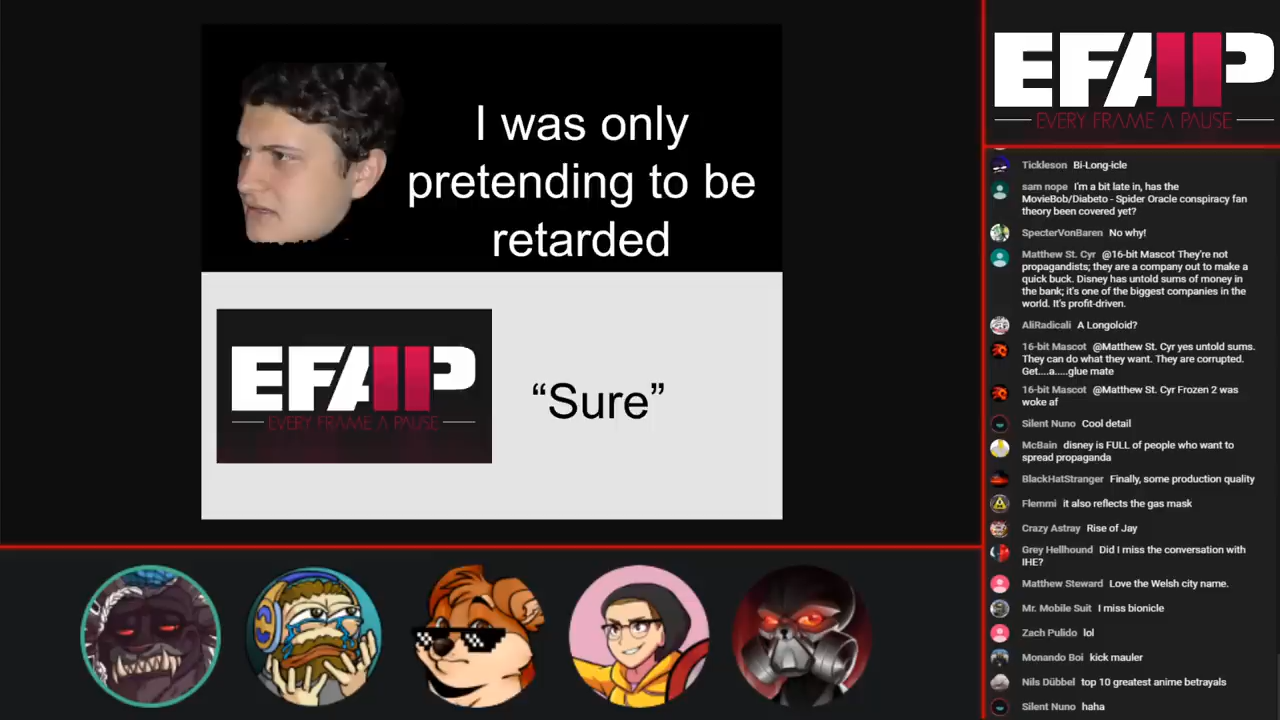 I was only
pretending to be
retarded
EFAP
EVERY FRAME A PAUSE
“Sure”
EFAP
EVERY FRAME A PAUSE
Tickleson Bi-Long-icle
sam nope I'm a bit late in, has the
MovieBob/Diabeto - Spider Oracle conspiracy fan
theory been covered yet?
SpecterVonBaren No why!
Matthew St. Cyr @16-bit Mascot They're not
propagandists; they are a company out to make a
quick buck. Disney has untold sums of money in
the bank; it's one of the biggest companies in the
world. It's profit-driven.
AliRadicali A Longoloid?
16-bit Mascot @Matthew St. Cyr yes untold sums.
They can do what they want. They are corrupted.
Get....a.....glue mate
16-bit Mascot @Matthew St. Cyr Frozen 2 was
woke af
Silent Nuno Cool detail
McBain disney is FULL of people who want to
spread propaganda
BlackHatStranger Finally, some production quality
Flemmi it also reflects the gas mask
Crazy Astray Rise of Jay
Grey Hellhound Did I miss the conversation with
IHE?
Matthew Steward Love the Welsh city name.
Mr. Mobile Suit I miss bionicle
Zach Pulido lol
Monando Boi kick mauler
Nils Dübbel top 10 greatest anime betrayals
Silent Nuno haha